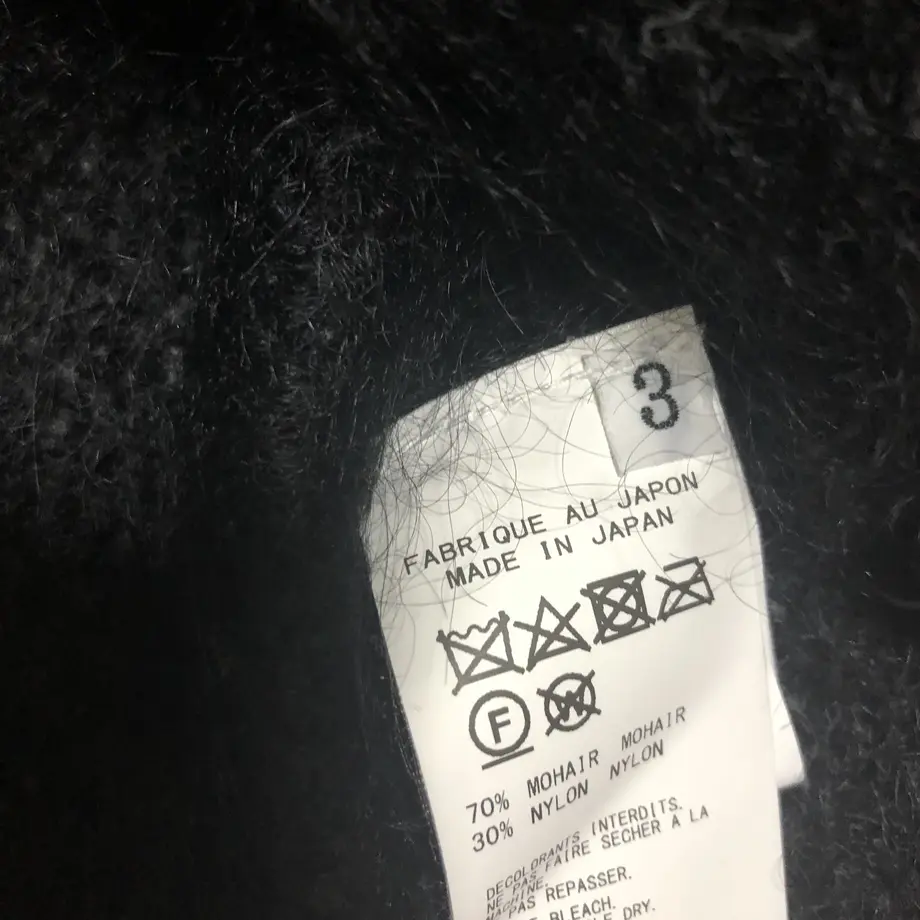 3
FABRIQUE AU JAPON
MADE IN JAPAN
F W
70% MOHAIR MOHAIR
30% NYLON NYLON
DECOLORANTS INTERDITS.
NE PAS FAIRE SECHER A LA
MACHINE.
PAS REPASSER.
BLEACH.
DRY.